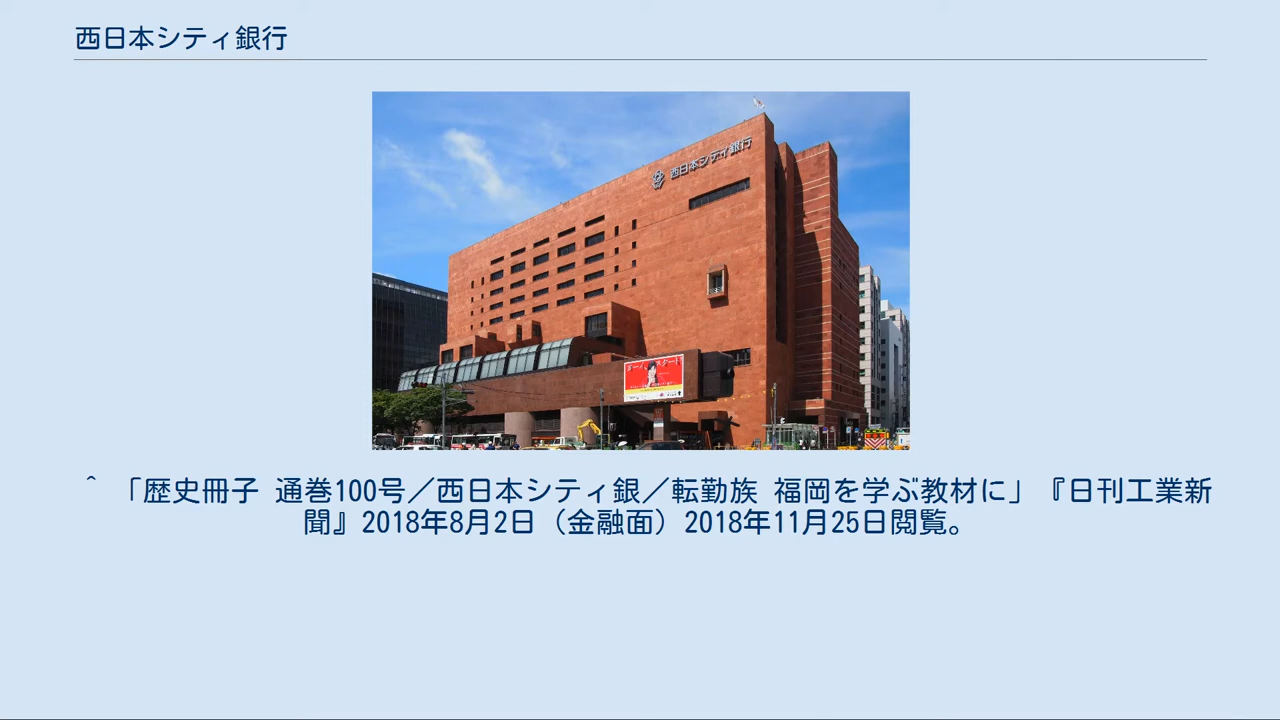 西日本シティ銀行
西日本シティ銀行
^ 「歴史冊子 通巻100号／西日本シティ銀／転勤族 福岡を学ぶ教材に」『日刊工業新
聞』2018年8月2日（金融面）2018年11月25日閲覧。